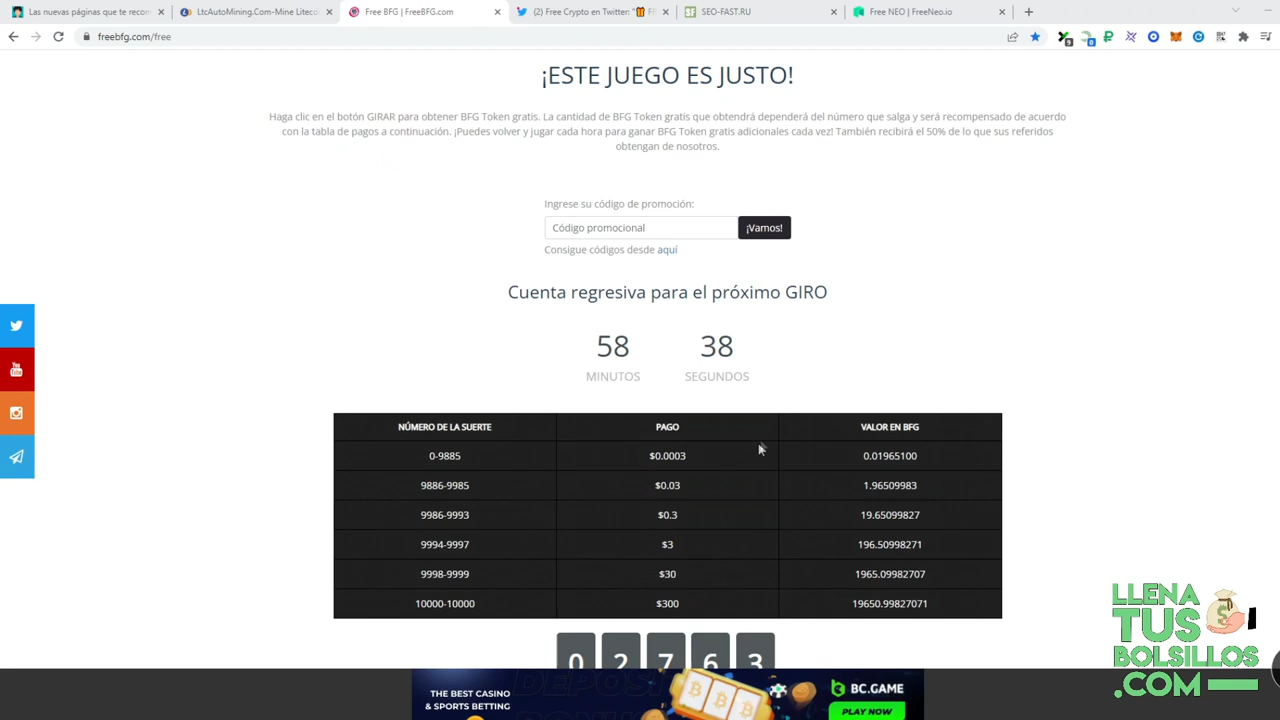 Las nuevas páginas que te recom
LtcAutoMining.Com-Mine Liteco
Free BFG | FreeBFG.com
(2) Free Crypto en Twitter: "
SEO-FAST.RU
Free NEO | FreeNeo.io
freebfg.com/free
¡ESTE JUEGO ES JUSTO!
Haga clic en el botón GIRAR para obtener BFG Token gratis. La cantidad de BFG Token gratis que obtendrá dependerá del número que salga y será recompensado de acuerdo
con la tabla de pagos a continuación. ¡Puedes volver y jugar cada hora para ganar BFG Token gratis adicionales cada vez! También recibirá el 50% de lo que sus referidos
obtengan de nosotros.
Ingrese su código de promoción:
Código promocional ¡Vamos!
Consigue códigos desde aquí
Cuenta regresiva para el próximo GIRO
58 38
MINUTOS SEGUNDOS
NÚMERO DE LA SUERTE PAGO VALOR EN BFG
0-9885 $0.0003 0.01965100
9886-9985 $0.03 1.96509983
9986-9993 $0.3 19.65099827
9994-9997 $3 196.50998271
9998-9999 $30 1965.09982707
10000-10000 $300 19650.99827071
0 2 7 6 3
THE BEST CASINO
& SPORTS BETTING
BC.GAME
PLAY NOW
LLENA
TUS
BOLSILLOS
.COM